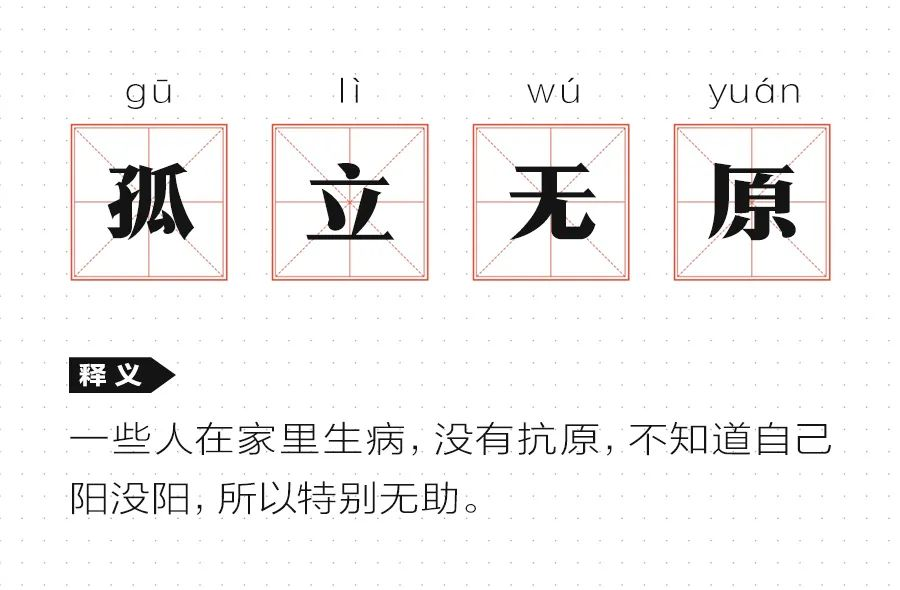 gū lì wú yuán
孤立无原
释义
一些人在家里生病，没有抗原，不知道自己
阳没阳，所以特别无助。